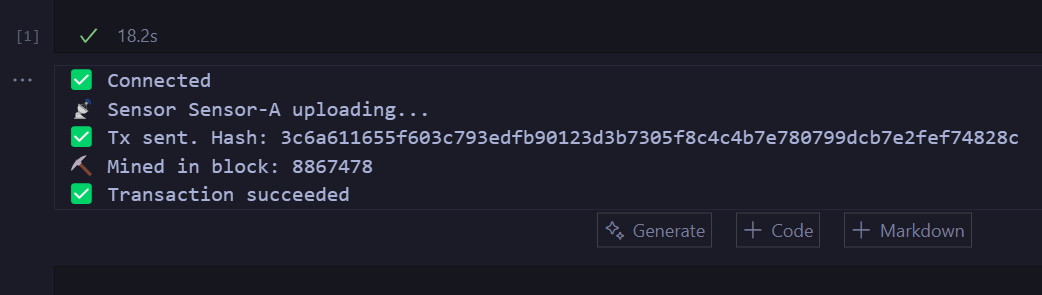 [1]
18.2s
...
✅ Connected
📡 Sensor Sensor-A uploading...
✅ Tx sent. Hash: 3c6a611655f603c793edfb90123d3b7305f8c4c4b7e780799dcb7e2fef74828c
⛏️ Mined in block: 8867478
✅ Transaction succeeded
Generate
+ Code
+ Markdown